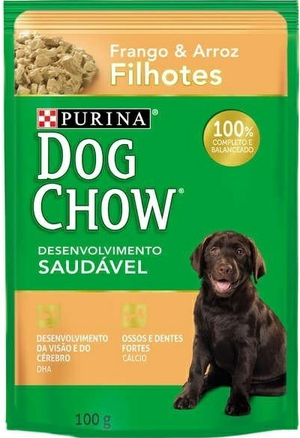 Frango & Arroz
Filhotes
PURINA®
DOG
CHOW®
100%
COMPLETO E
BALANCEADO
DESENVOLVIMENTO
SAUDÁVEL
DESENVOLVIMENTO
DA VISÃO E DO
CÉREBRO
DHA
OSSOS E DENTES
FORTES
CÁLCIO
100 g